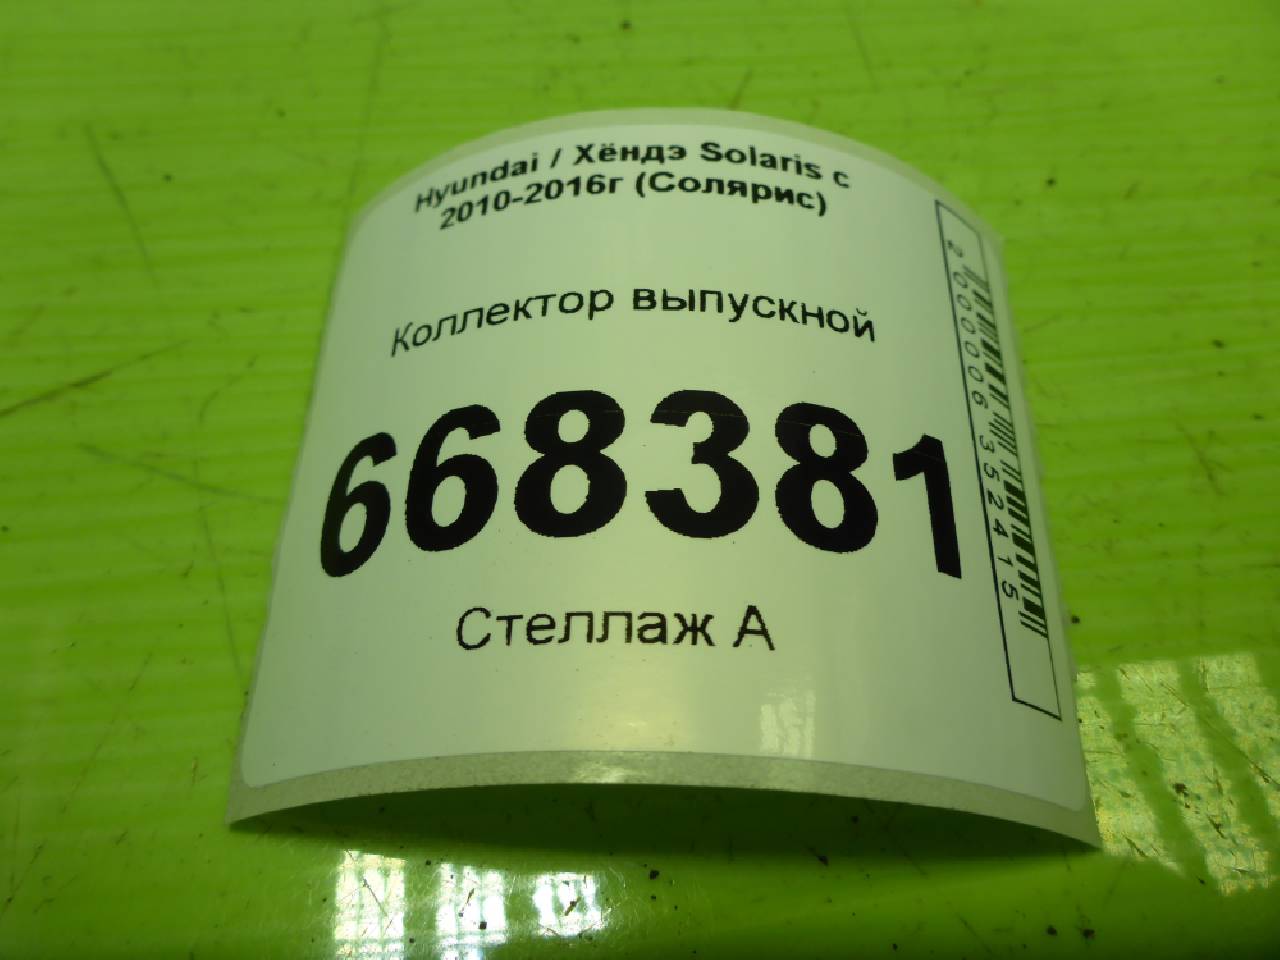 Hyundai / Хёндэ Solaris с
2010-2016г (Солярис)
Коллектор выпускной
668381
Стеллаж А
2000006352415